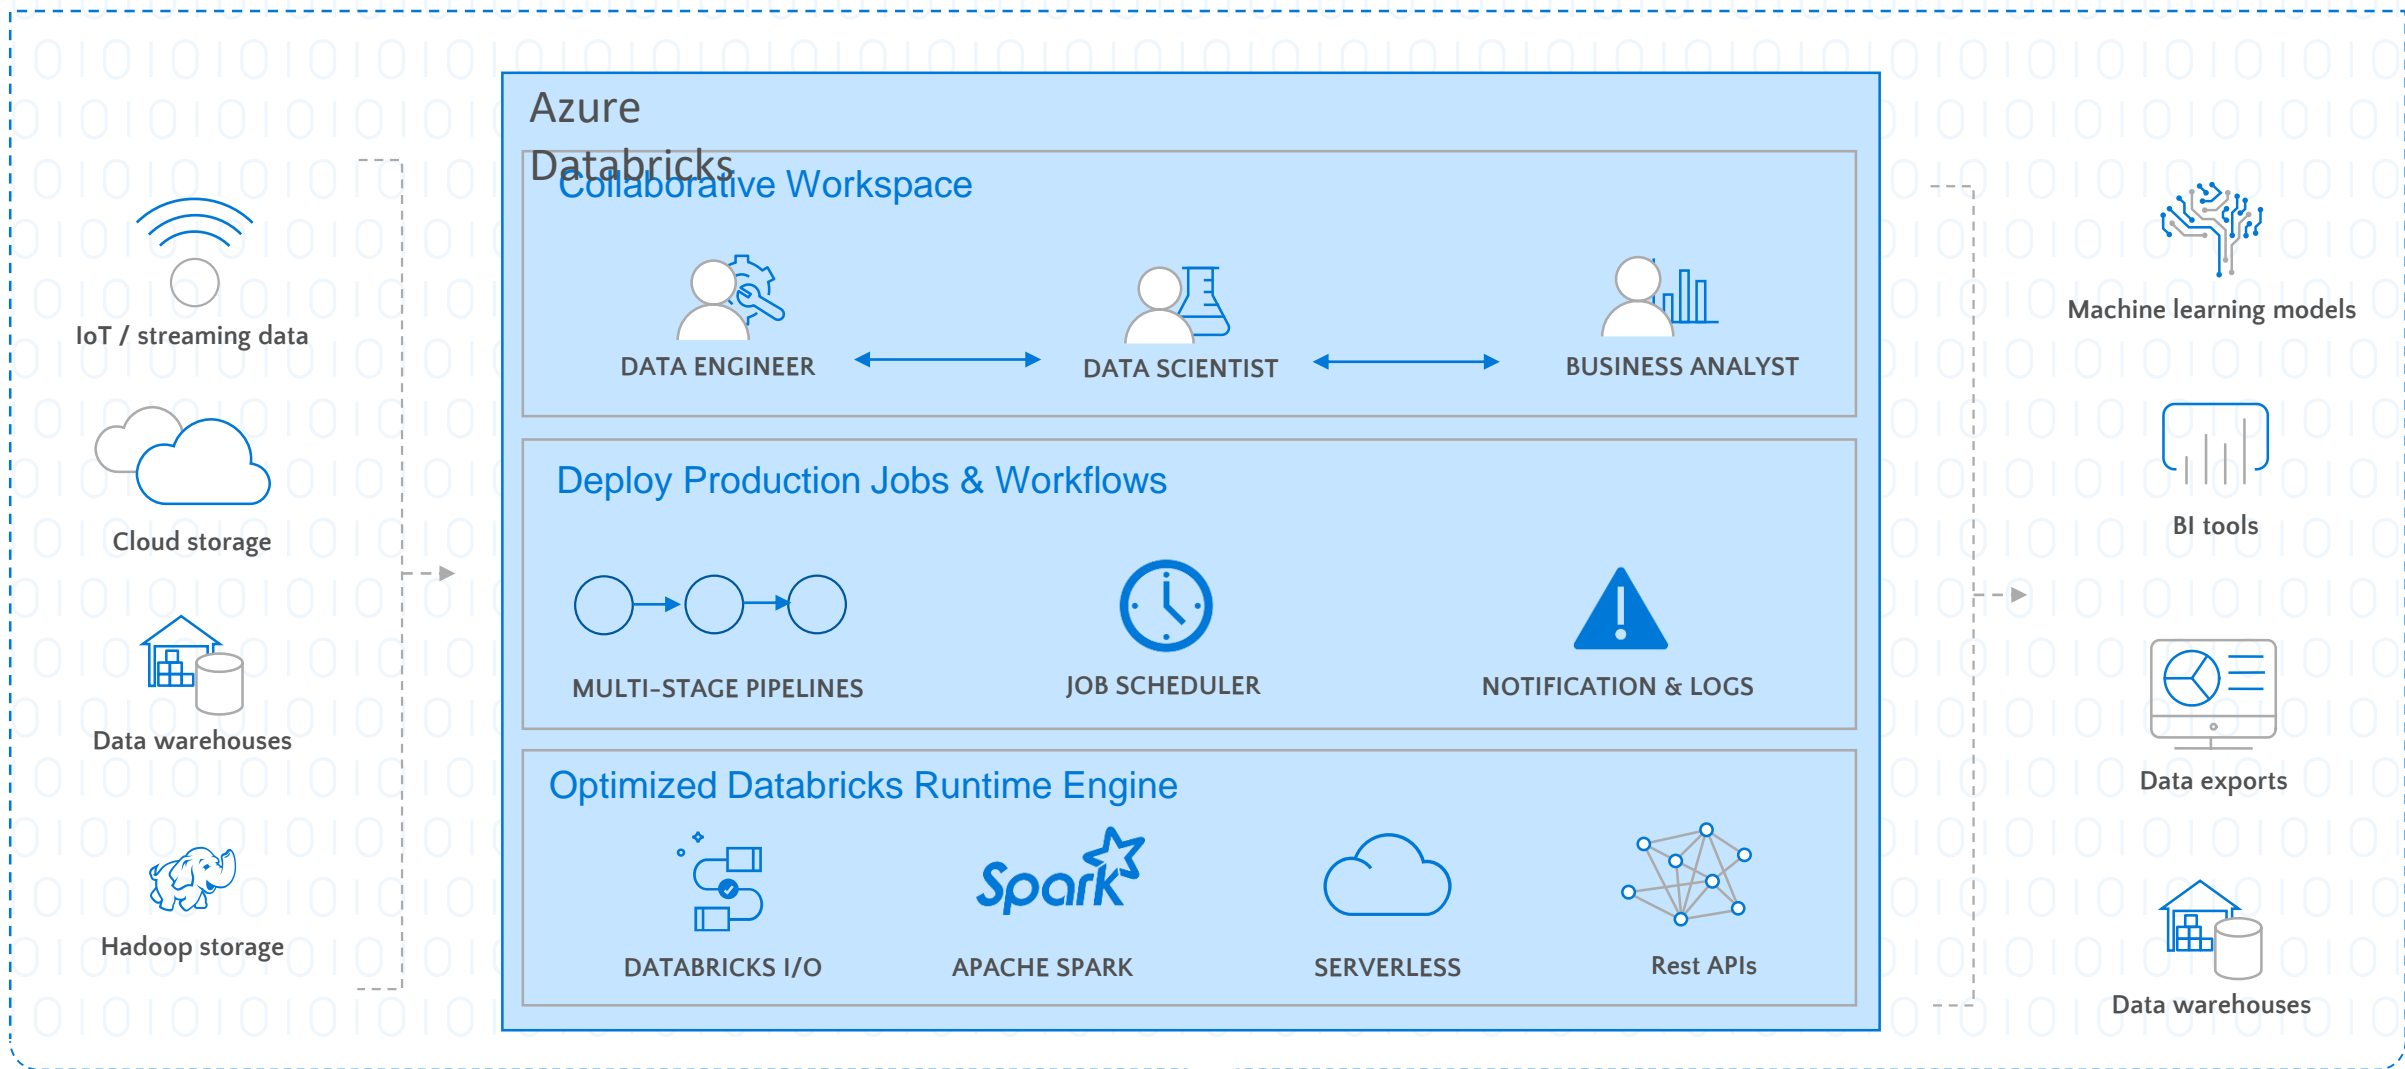 Azure
Databricks
Collaborative Workspace
IoT / streaming data
Cloud storage
Data warehouses
Hadoop storage
DATA ENGINEER
DATA SCIENTIST
BUSINESS ANALYST
Deploy Production Jobs & Workflows
MULTI-STAGE PIPELINES
JOB SCHEDULER
NOTIFICATION & LOGS
Optimized Databricks Runtime Engine
Spark
DATABRICKS I/O
APACHE SPARK
SERVERLESS
Rest APIs
Machine learning models
BI tools
Data exports
Data warehouses